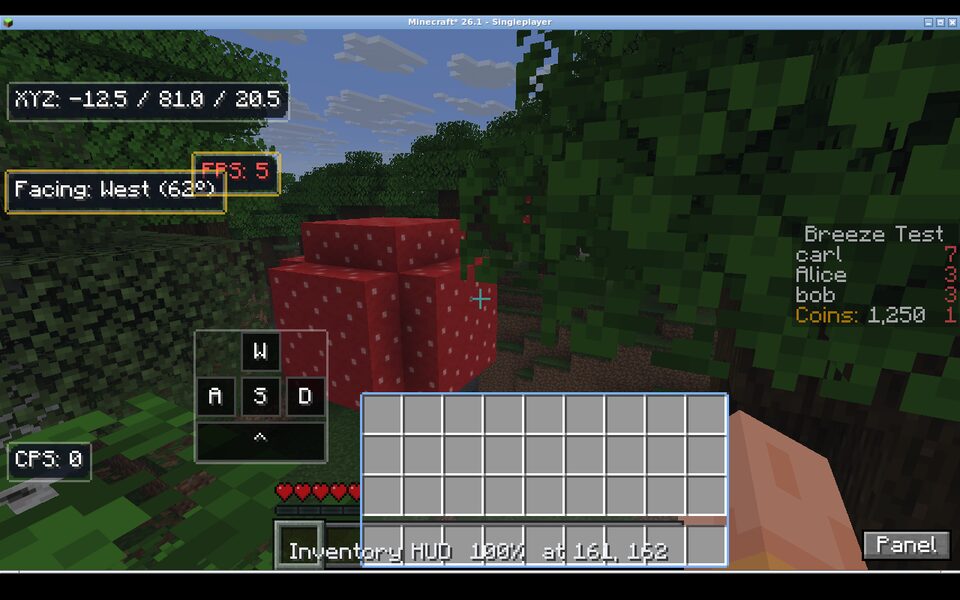 Minecraft* 26.1 - Singleplayer
XYZ: -12.5 / 81.0 / 20.5
FPS: 5
Facing: West (62°)
Breeze Test
carl 7
Alice 3
bob 3
Coins: 1,250 1
W
A S D
^
CPS: 0
Inventory HUD 100% at 161, 162
Panel